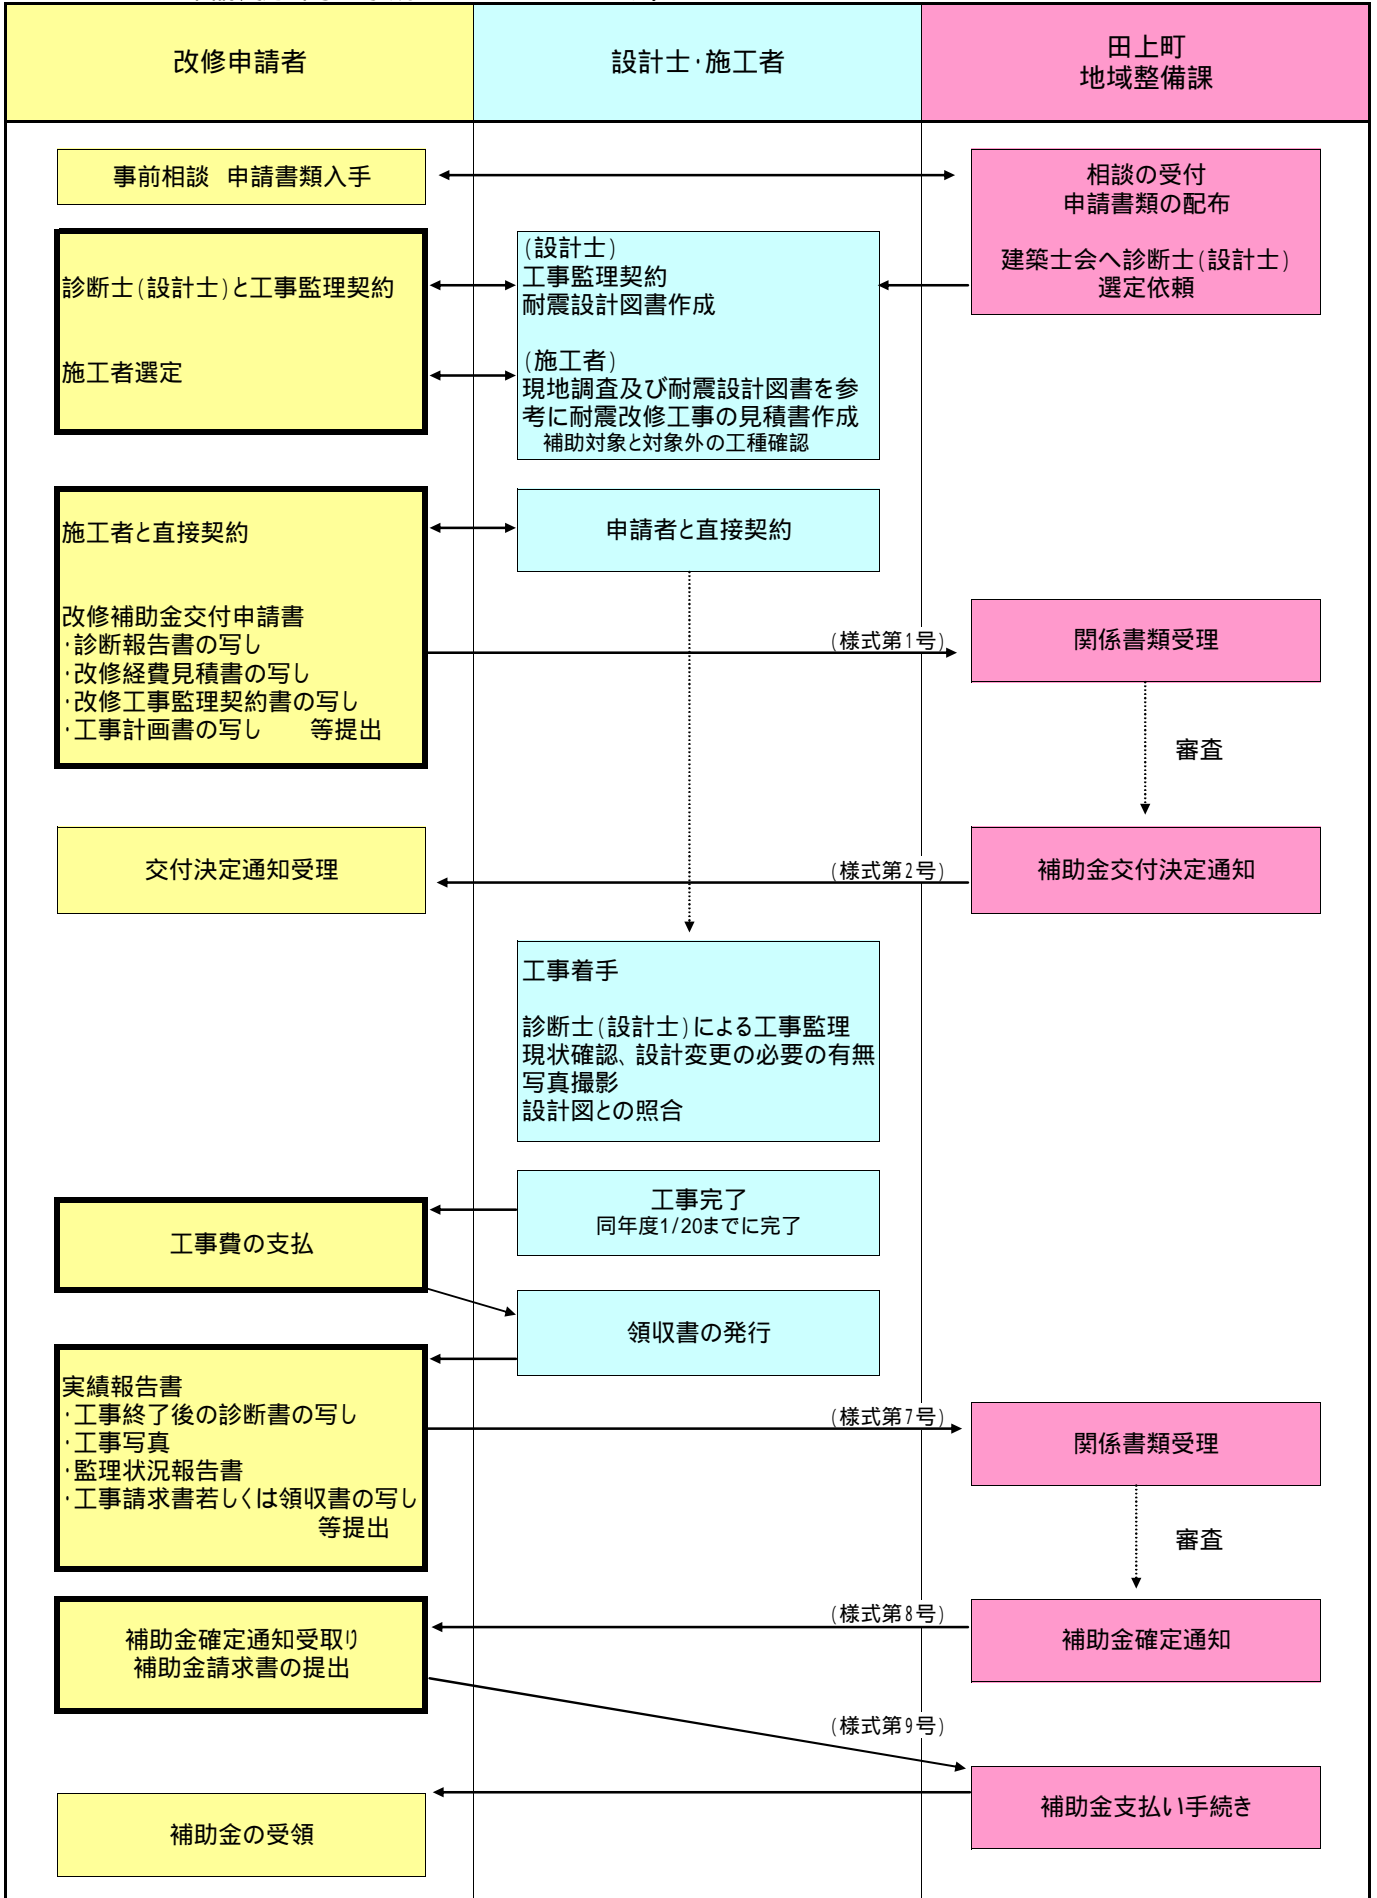 改修申請者
設計士・施工者
田上町
地域整備課
事前相談 申請書類入手
相談の受付
申請書類の配布
建築士会へ診断士(設計士)
選定依頼
診断士(設計士)と工事監理契約
施工者選定
(設計士)
工事監理契約
耐震設計図書作成
(施工者)
現地調査及び耐震設計図書を参
考に耐震改修工事の見積書作成
補助対象と対象外の工種確認
施工者と直接契約
申請者と直接契約
改修補助金交付申請書
・診断報告書の写し
・改修経費見積書の写し
・改修工事監理契約書の写し
・工事計画書の写し 等提出
(様式第1号)
関係書類受理
審査
交付決定通知受理
(様式第2号)
補助金交付決定通知
工事着手
診断士(設計士)による工事監理
現状確認、設計変更の必要の有無
写真撮影
設計図との照合
工事完了
同年度1/20までに完了
工事費の支払
領収書の発行
実績報告書
・工事終了後の診断書の写し
・工事写真
・監理状況報告書
・工事請求書若しくは領収書の写し
等提出
(様式第7号)
関係書類受理
審査
補助金確定通知受取り
補助金請求書の提出
(様式第8号)
補助金確定通知
(様式第9号)
補助金支払い手続き
補助金の受領